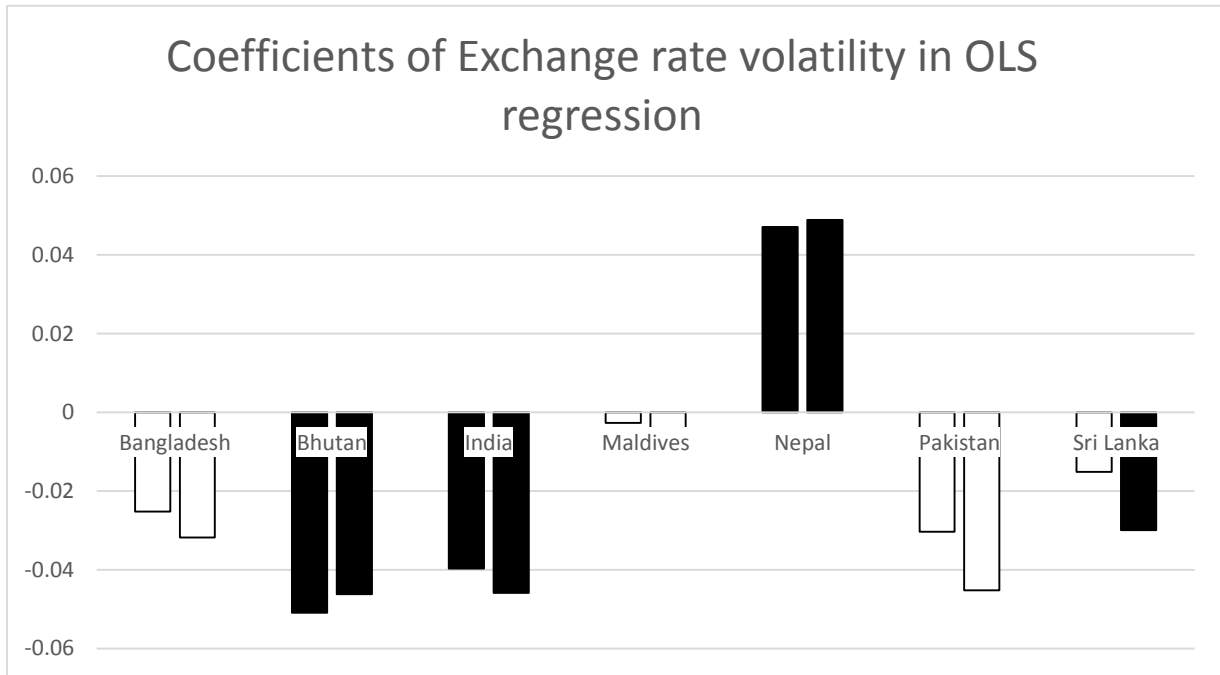 Coefficients of Exchange rate volatility in OLS
regression
0.06
0.04
0.02
0
Bangladesh Bhutan India Maldives Nepal Pakistan Sri Lanka
-0.02
-0.04
-0.06